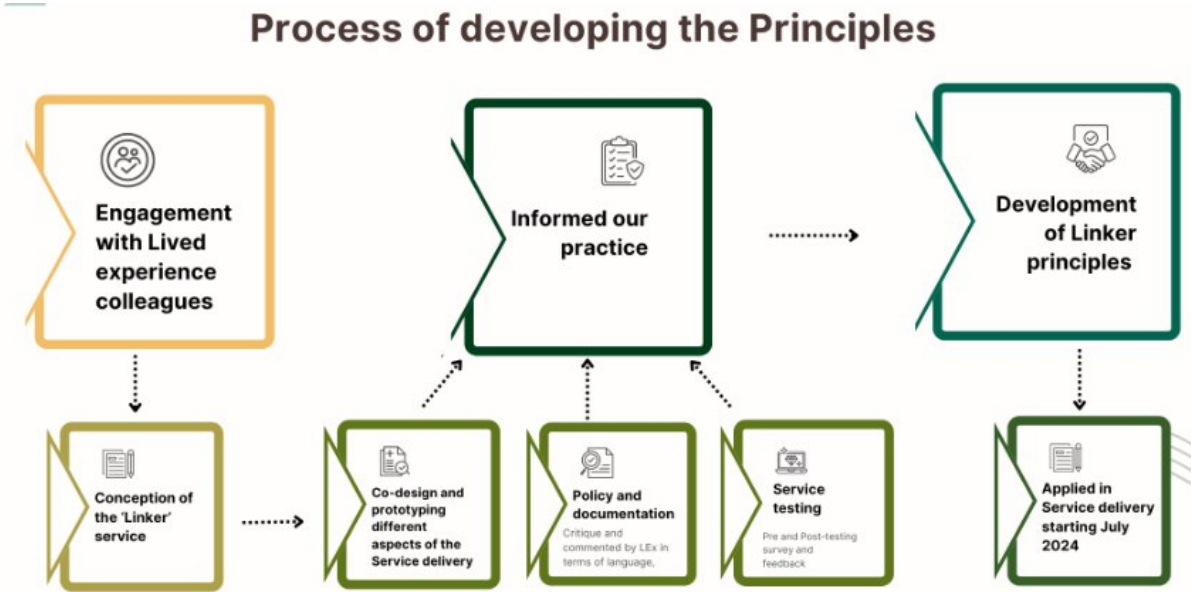 Process of developing the Principles
Engagement
with Lived
experience
colleagues
Informed our
practice
Development
of Linker
principles
Conception of
the 'Linker'
service
Co-design and
prototyping
different
aspects of the
Service delivery
Policy and
documentation
Critique and
commented by LEx in
terms of language,
Service
testing
Pre and Post-testing
survey and
feedback
Applied in
Service delivery
starting July
2024